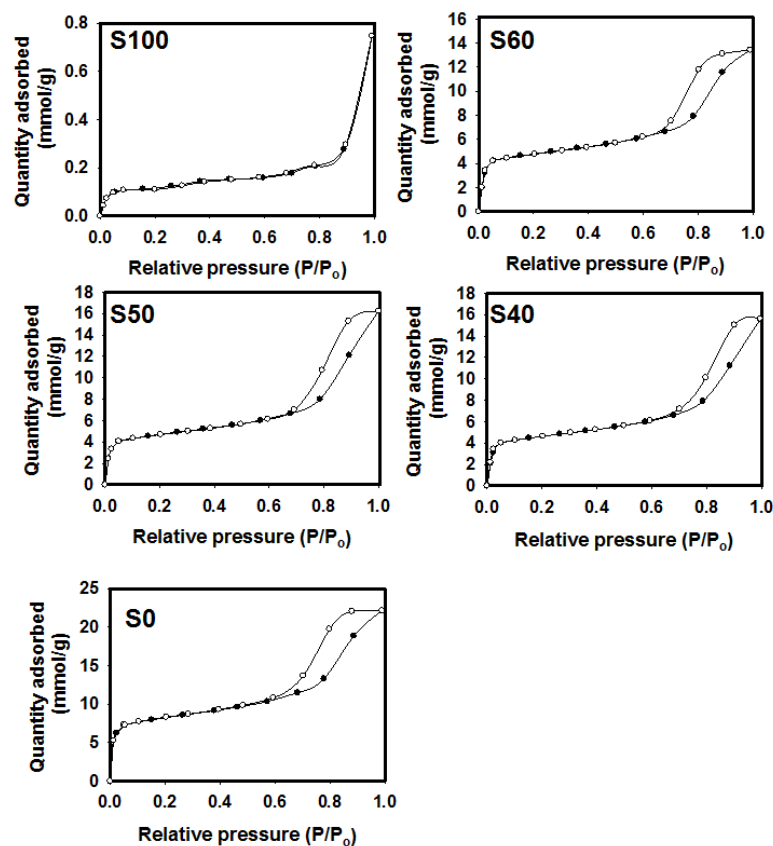 S100
Quantity adsorbed
(mmol/g)
0.8
0.6
0.4
0.2
0.0
0.0 0.2 0.4 0.6 0.8 1.0
Relative pressure (P/Po)
S60
Quantity adsorbed
(mmol/g)
16
14
12
10
8
6
4
2
0
0.0 0.2 0.4 0.6 0.8 1.0
Relative pressure (P/Po)
S50
Quantity adsorbed
(mmol/g)
18
16
14
12
10
8
6
4
2
0
0.0 0.2 0.4 0.6 0.8 1.0
Relative pressure (P/Po)
S40
Quantity adsorbed
(mmol/g)
18
16
14
12
10
8
6
4
2
0
0.0 0.2 0.4 0.6 0.8 1.0
Relative pressure (P/Po)
S0
Quantity adsorbed
(mmol/g)
25
20
15
10
5
0
0.0 0.2 0.4 0.6 0.8 1.0
Relative pressure (P/Po)